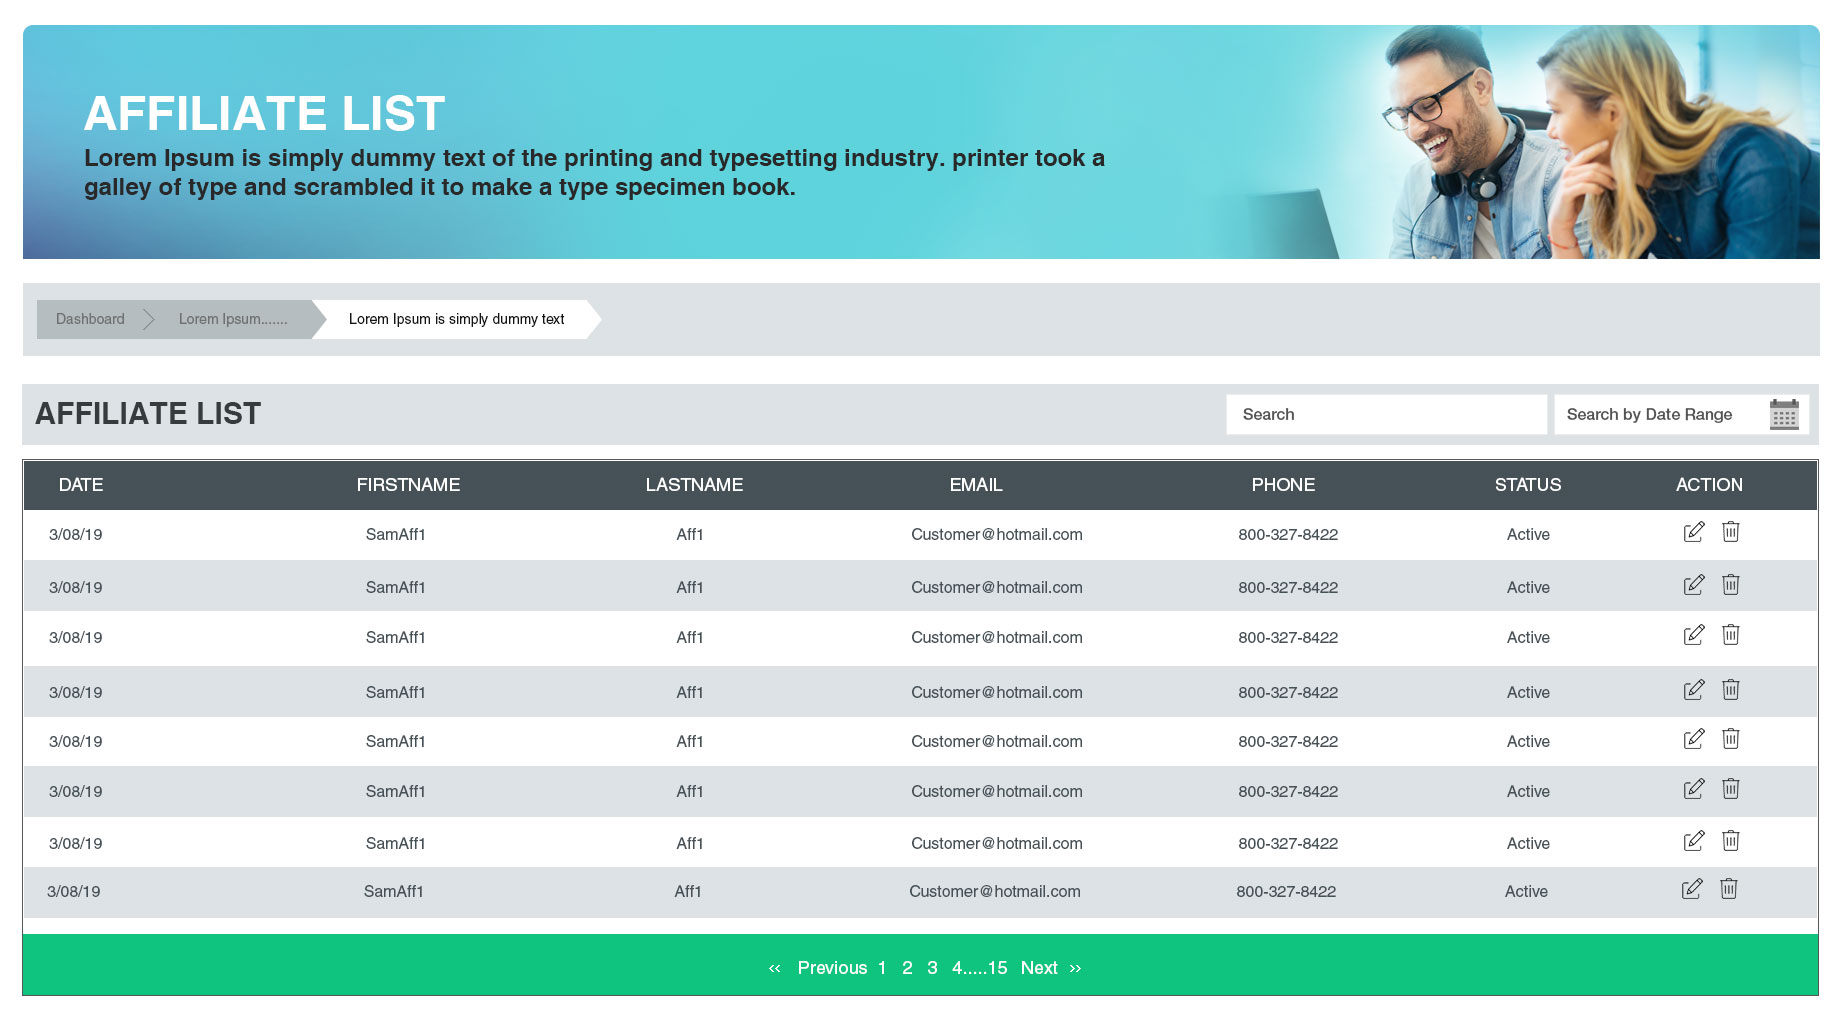 AFFILIATE LIST
Lorem Ipsum is simply dummy text of the printing and typesetting industry. printer took a
galley of type and scrambled it to make a type specimen book.
Dashboard Lorem Ipsum....... Lorem Ipsum is simply dummy text
AFFILIATE LIST Search Search by Date Range
DATE FIRSTNAME LASTNAME EMAIL PHONE STATUS ACTION
3/08/19 SamAff1 Aff1 Customer@hotmail.com 800-327-8422 Active
3/08/19 SamAff1 Aff1 Customer@hotmail.com 800-327-8422 Active
3/08/19 SamAff1 Aff1 Customer@hotmail.com 800-327-8422 Active
3/08/19 SamAff1 Aff1 Customer@hotmail.com 800-327-8422 Active
3/08/19 SamAff1 Aff1 Customer@hotmail.com 800-327-8422 Active
3/08/19 SamAff1 Aff1 Customer@hotmail.com 800-327-8422 Active
3/08/19 SamAff1 Aff1 Customer@hotmail.com 800-327-8422 Active
3/08/19 SamAff1 Aff1 Customer@hotmail.com 800-327-8422 Active
‹‹ Previous 1 2 3 4.....15 Next ››